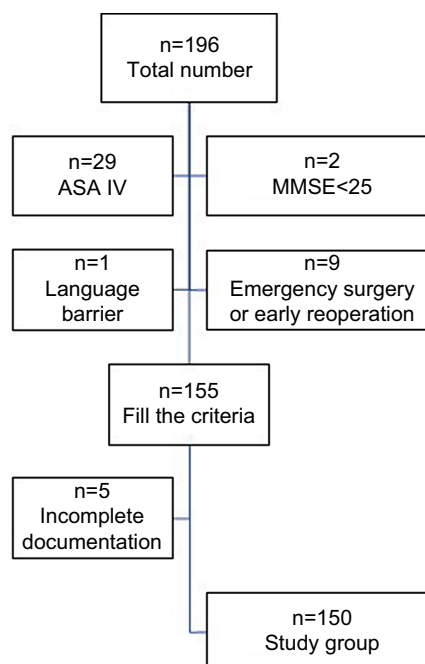 n=196
Total number
n=29
ASA IV
n=2
MMSE<25
n=1
Language
barrier
n=9
Emergency surgery
or early reoperation
n=155
Fill the criteria
n=5
Incomplete
documentation
n=150
Study group